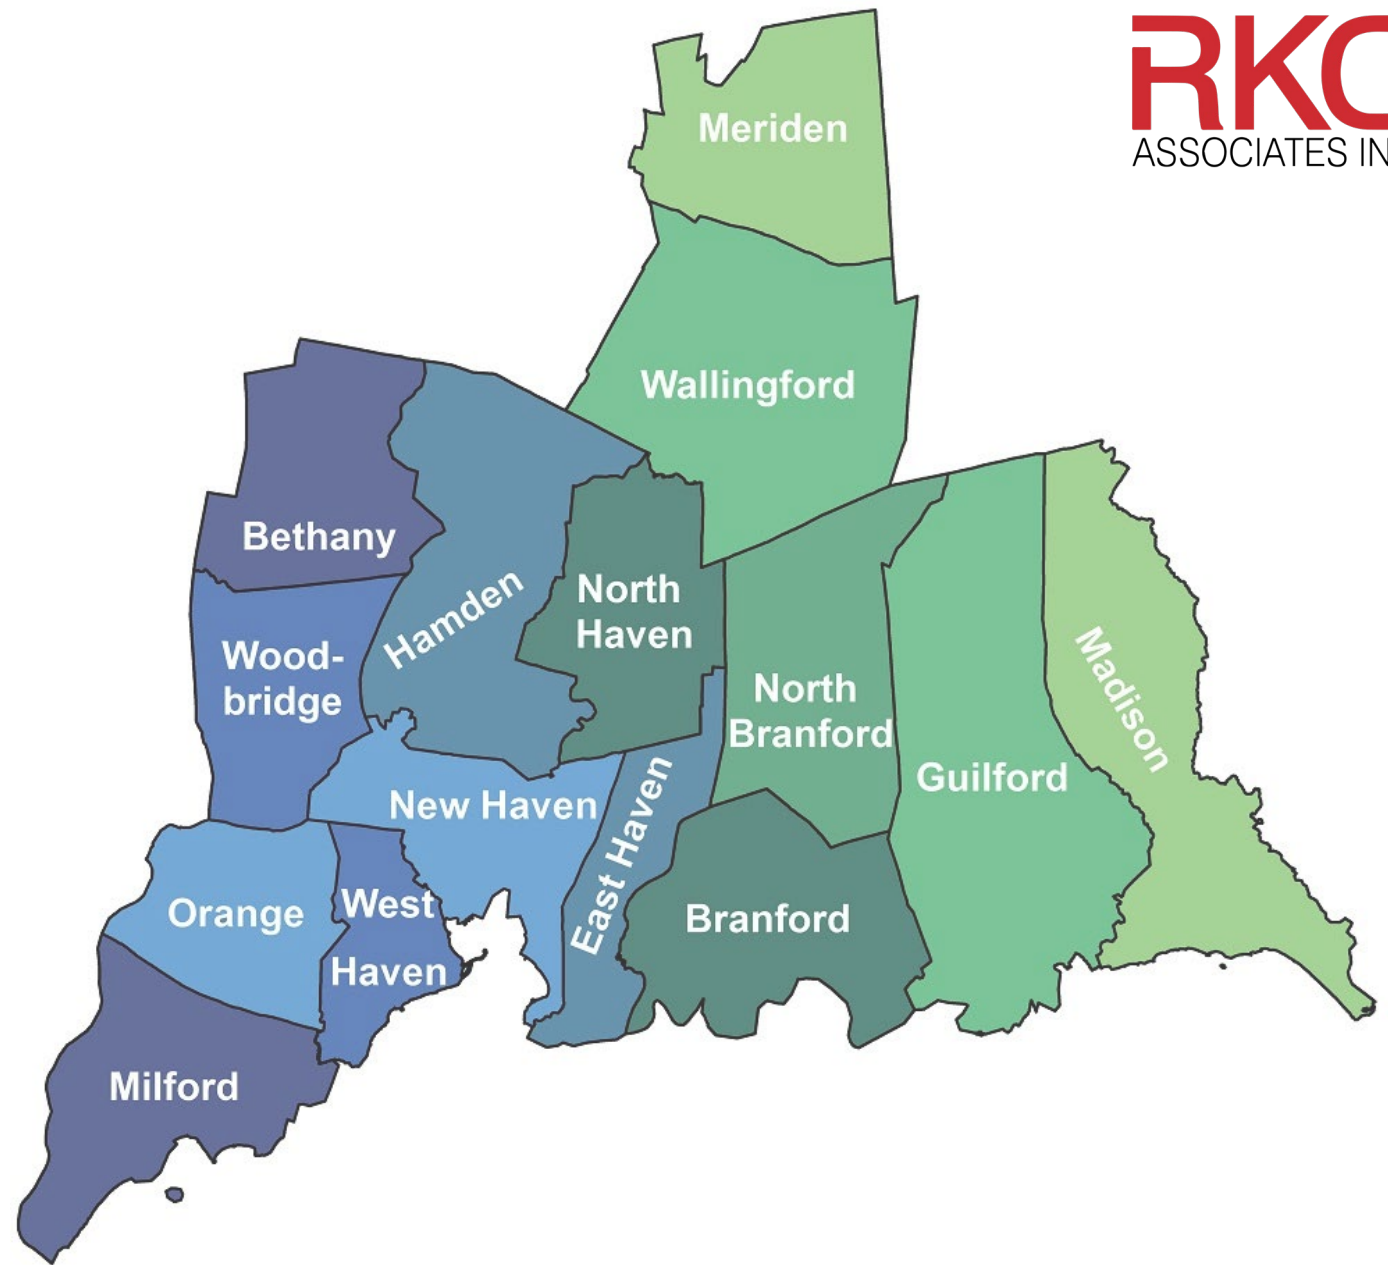 RKG
ASSOCIATES IN
Meriden
Wallingford
Bethany
Hamden
North
Haven
Wood-
bridge
Madison
North
Branford
Guilford
New Haven
East Haven
Orange
West
Haven
Branford
Milford